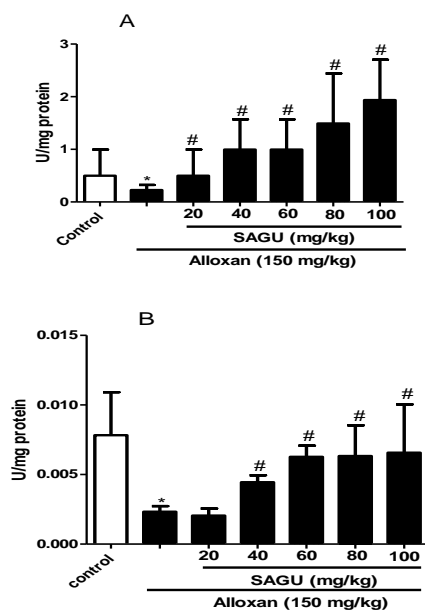 A
U/mg protein
3
2
1
0
#
#
#
#
#
*
Control
20 40 60 80 100
SAGU (mg/kg)
Alloxan (150 mg/kg)
B
U/mg protein
0.015
0.010
0.005
0.000
#
#
#
#
*
control
20 40 60 80 100
SAGU (mg/kg)
Alloxan (150 mg/kg)